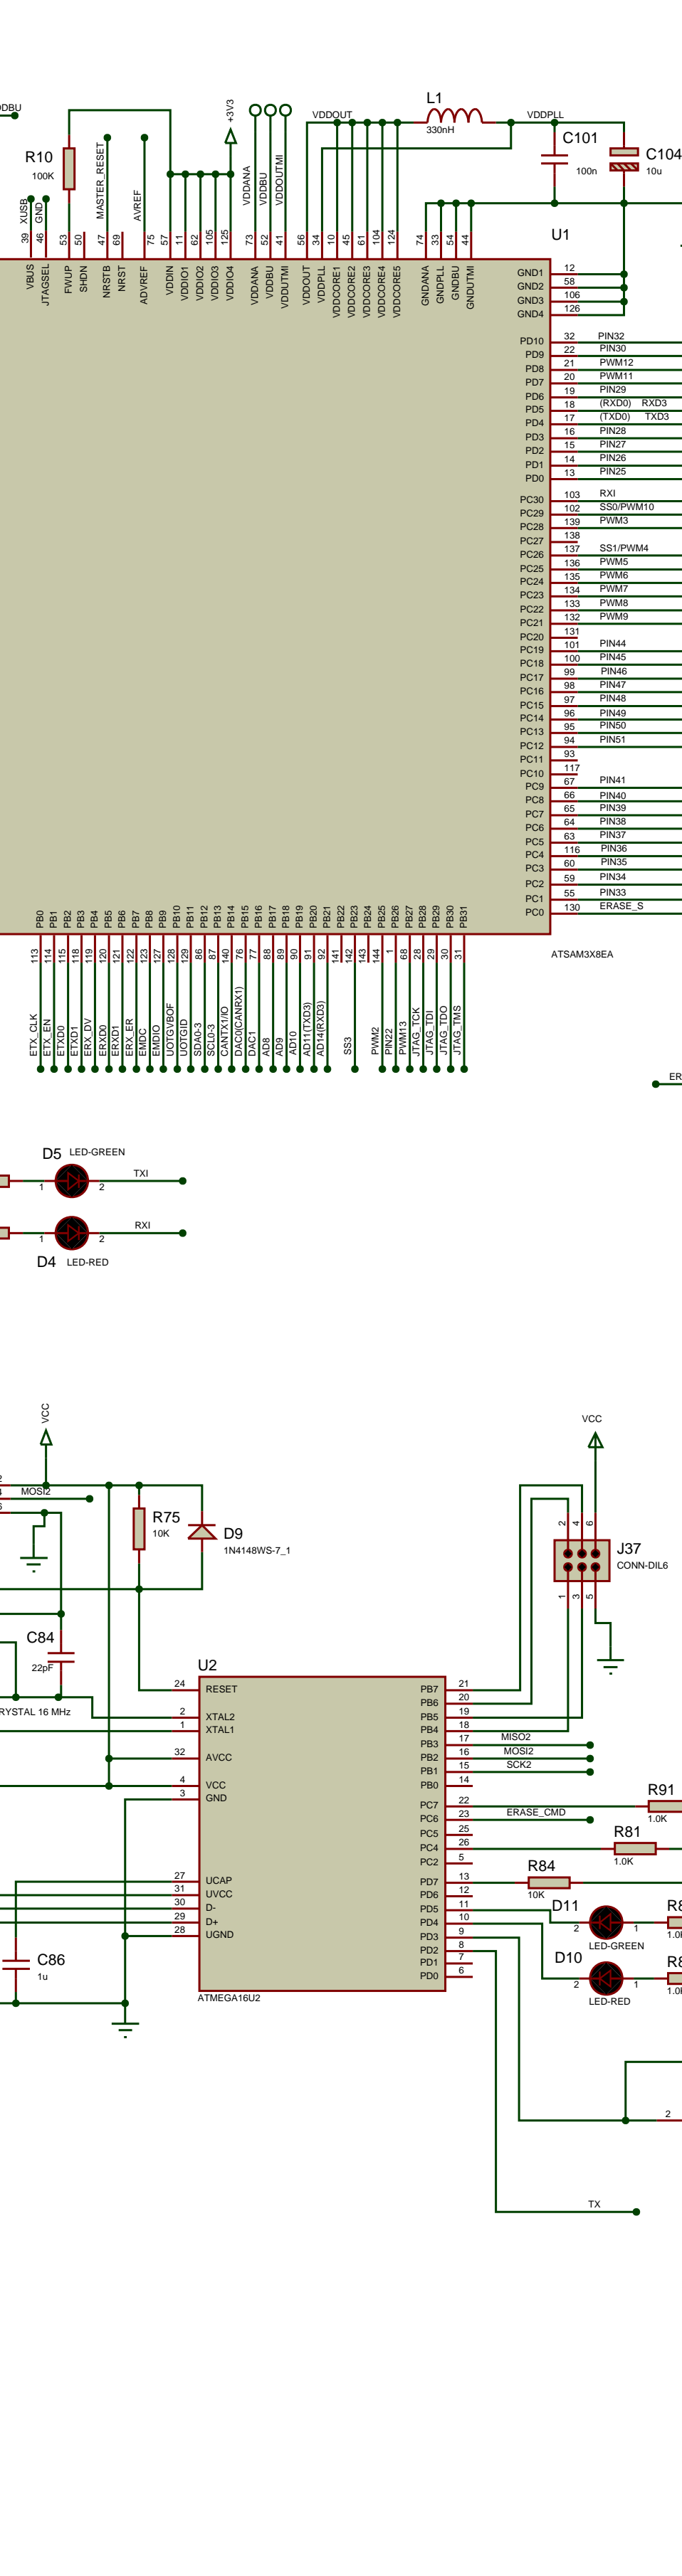 DDBU
R10
100K
XUSB
GND
MASTER_RESET
AVREF
+3V3
VDDANA
VDDBU
VDDOUTMI
VDDOUT
L1
330nH
VDDPLL
C101
100n
C104
10u
39
46
53
50
47
69
75
57
11
62
105
125
73
52
41
56
34
10
45
61
104
124
74
33
54
44
U1
VBUS
JTAGSEL
FWUP
SHDN
NRSTB
NRST
ADVREF
VDDIN
VDDIO1
VDDIO2
VDDIO3
VDDIO4
VDDANA
VDDBU
VDDUTMI
VDDOUT
VDDPLL
VDDCORE1
VDDCORE2
VDDCORE3
VDDCORE4
VDDCORE5
GNDANA
GNDPLL
GNDBU
GNDUTMI
GND1 12
GND2 58
GND3 106
GND4 126
PD10 32 PIN32
PD9 22 PIN30
PD8 21 PWM12
PD7 20 PWM11
PD6 19 PIN29
PD5 18 (RXD0) RXD3
PD4 17 (TXD0) TXD3
PD3 16 PIN28
PD2 15 PIN27
PD1 14 PIN26
PD0 13 PIN25
PC30 103 RXI
PC29 102 SS0/PWM10
PC28 139 PWM3
PC27 138
PC26 137 SS1/PWM4
PC25 136 PWM5
PC24 135 PWM6
PC23 134 PWM7
PC22 133 PWM8
PC21 132 PWM9
PC20 131
PC19 101 PIN44
PC18 100 PIN45
PC17 99 PIN46
PC16 98 PIN47
PC15 97 PIN48
PC14 96 PIN49
PC13 95 PIN50
PC12 94 PIN51
PC11 93
PC10 117
PC9 67 PIN41
PC8 66 PIN40
PC7 65 PIN39
PC6 64 PIN38
PC5 63 PIN37
PC4 116 PIN36
PC3 60 PIN35
PC2 59 PIN34
PC1 55 PIN33
PC0 130 ERASE_S
PB0
PB1
PB2
PB3
PB4
PB5
PB6
PB7
PB8
PB9
PB10
PB11
PB12
PB13
PB14
PB15
PB16
PB17
PB18
PB19
PB20
PB21
PB22
PB23
PB24
PB25
PB26
PB27
PB28
PB29
PB30
PB31
113
114
115
118
119
120
121
122
123
127
128
129
86
87
140
76
77
88
89
90
91
92
141
142
143
144
1
68
28
29
30
31
ATSAM3X8EA
ETX_CLK
ETX_EN
ETXD0
ETXD1
ERX_DV
ERXD0
ERXD1
ERX_ER
EMDC
EMDIO
UOTGVBOF
UOTGID
SDA0-3
SCL0-3
CANTX1/IO
DAC0(CANRX1)
DAC1
AD8
AD9
AD10
AD11(TXD3)
AD14(RXD3)
SS3
PWM2
PIN22
PWM13
JTAG_TCK
JTAG_TDI
JTAG_TDO
JTAG_TMS
ER
D5 LED-GREEN
1 2 TXI
1 2 RXI
D4 LED-RED
VCC
VCC
MOSI2
R75
10K
D9
1N4148WS-7_1
2 4 6
J37
CONN-DIL6
1 3 5
C84
22pF
RYSTAL 16 MHz
U2
24 RESET
2 XTAL2
1 XTAL1
32 AVCC
4 VCC
3 GND
27 UCAP
31 UVCC
30 D-
29 D+
28 UGND
PB7 21
PB6 20
PB5 19
PB4 18
PB3 17 MISO2
PB2 16 MOSI2
PB1 15 SCK2
PB0 14
PC7 22
PC6 23 ERASE_CMD
PC5 25
PC4 26
PC2 5
PD7 13
PD6 12
PD5 11
PD4 10
PD3 9
PD2 8
PD1 7
PD0 6
ATMEGA16U2
R91
1.0K
R81
1.0K
R84
10K
D11
2 1
LED-GREEN
D10
2 1
LED-RED
C86
1u
2
TX